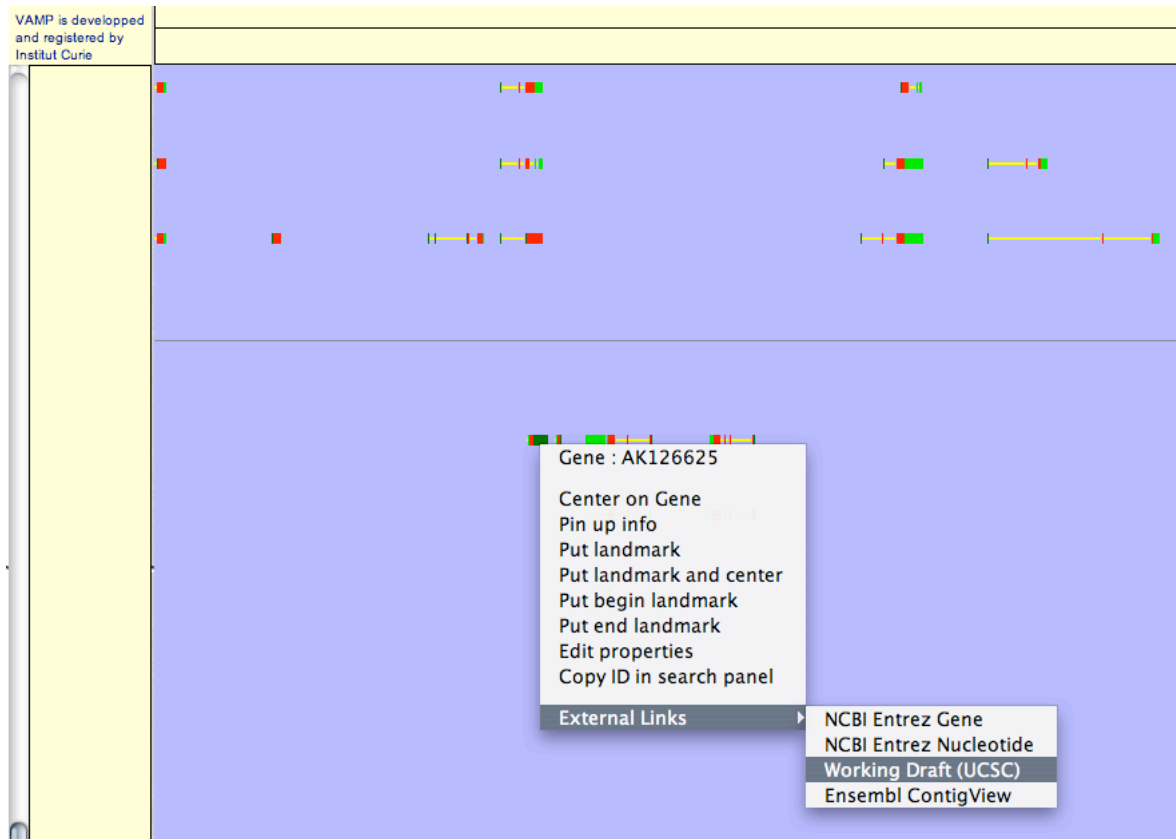 VAMP is developped
and registered by
Institut Curie
Gene : AK126625
Center on Gene
Pin up info
Put landmark
Put landmark and center
Put begin landmark
Put end landmark
Edit properties
Copy ID in search panel
External Links
NCBI Entrez Gene
NCBI Entrez Nucleotide
Working Draft (UCSC)
Ensembl ContigView